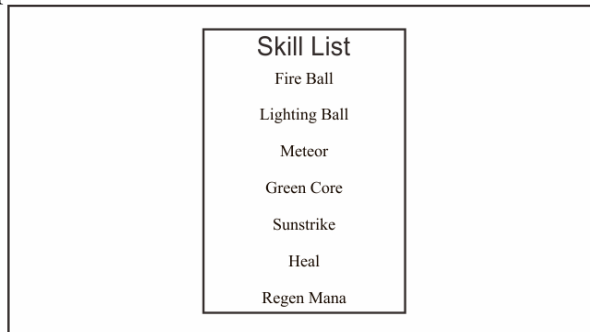 Skill List
Fire Ball
Lighting Ball
Meteor
Green Core
Sunstrike
Heal
Regen Mana